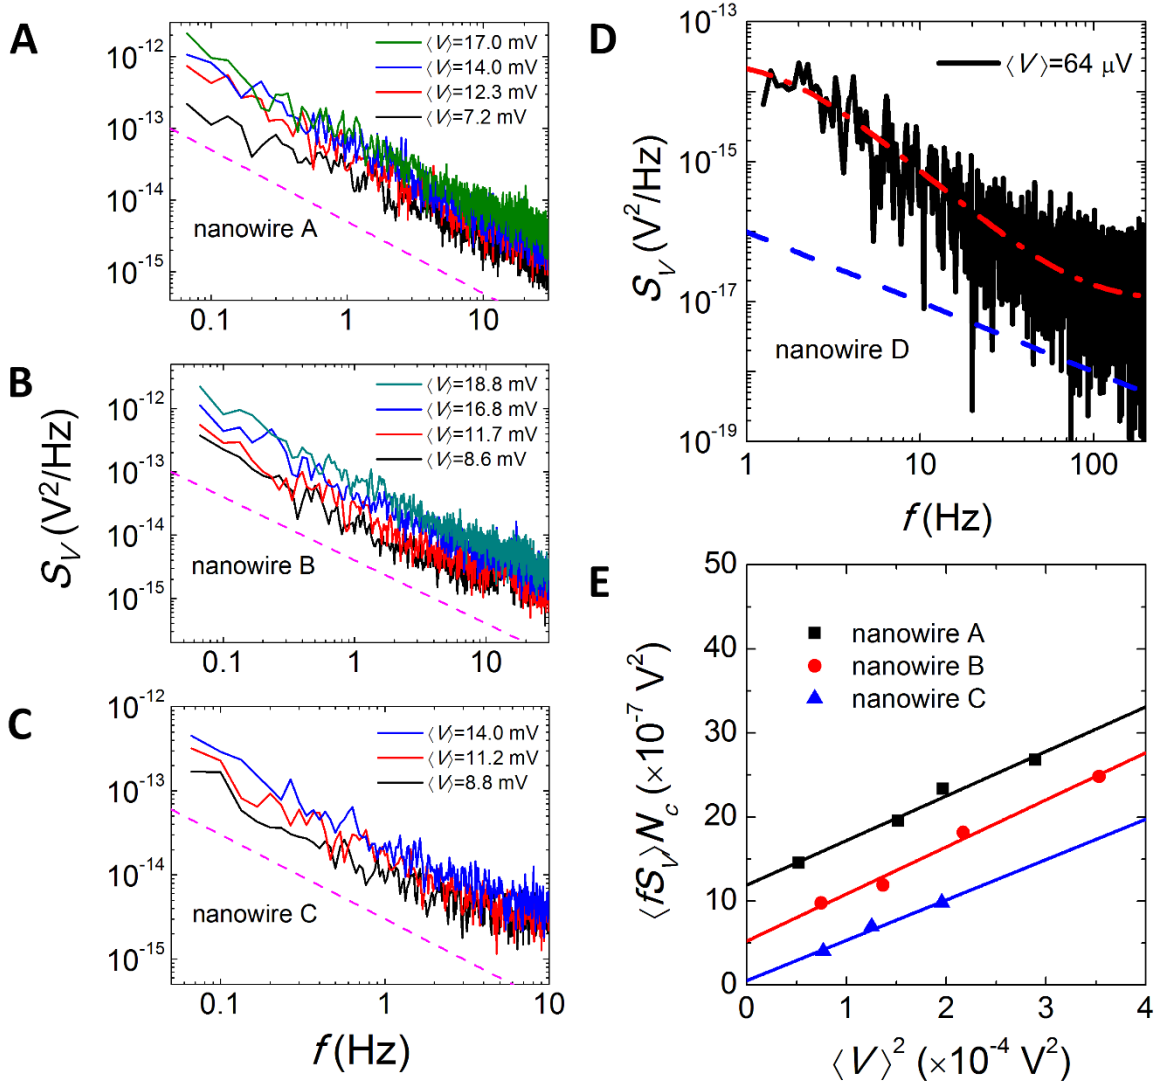 A
10⁻¹²
10⁻¹³
10⁻¹⁴
10⁻¹⁵
⟨V⟩=17.0 mV
⟨V⟩=14.0 mV
⟨V⟩=12.3 mV
⟨V⟩=7.2 mV
nanowire A
0.1 1 10
B
S_V (V²/Hz)
10⁻¹²
10⁻¹³
10⁻¹⁴
10⁻¹⁵
⟨V⟩=18.8 mV
⟨V⟩=16.8 mV
⟨V⟩=11.7 mV
⟨V⟩=8.6 mV
nanowire B
0.1 1 10
C
10⁻¹²
10⁻¹³
10⁻¹⁴
10⁻¹⁵
⟨V⟩=14.0 mV
⟨V⟩=11.2 mV
⟨V⟩=8.8 mV
nanowire C
0.1 1 10
f (Hz)
D
S_V (V²/Hz)
10⁻¹³
10⁻¹⁵
10⁻¹⁷
10⁻¹⁹
⟨V⟩=64 μV
nanowire D
1 10 100
f (Hz)
E
⟨fS_V⟩N_c (×10⁻⁷ V²)
50
40
30
20
10
0
nanowire A
nanowire B
nanowire C
0 1 2 3 4
⟨V⟩² (×10⁻⁴ V²)